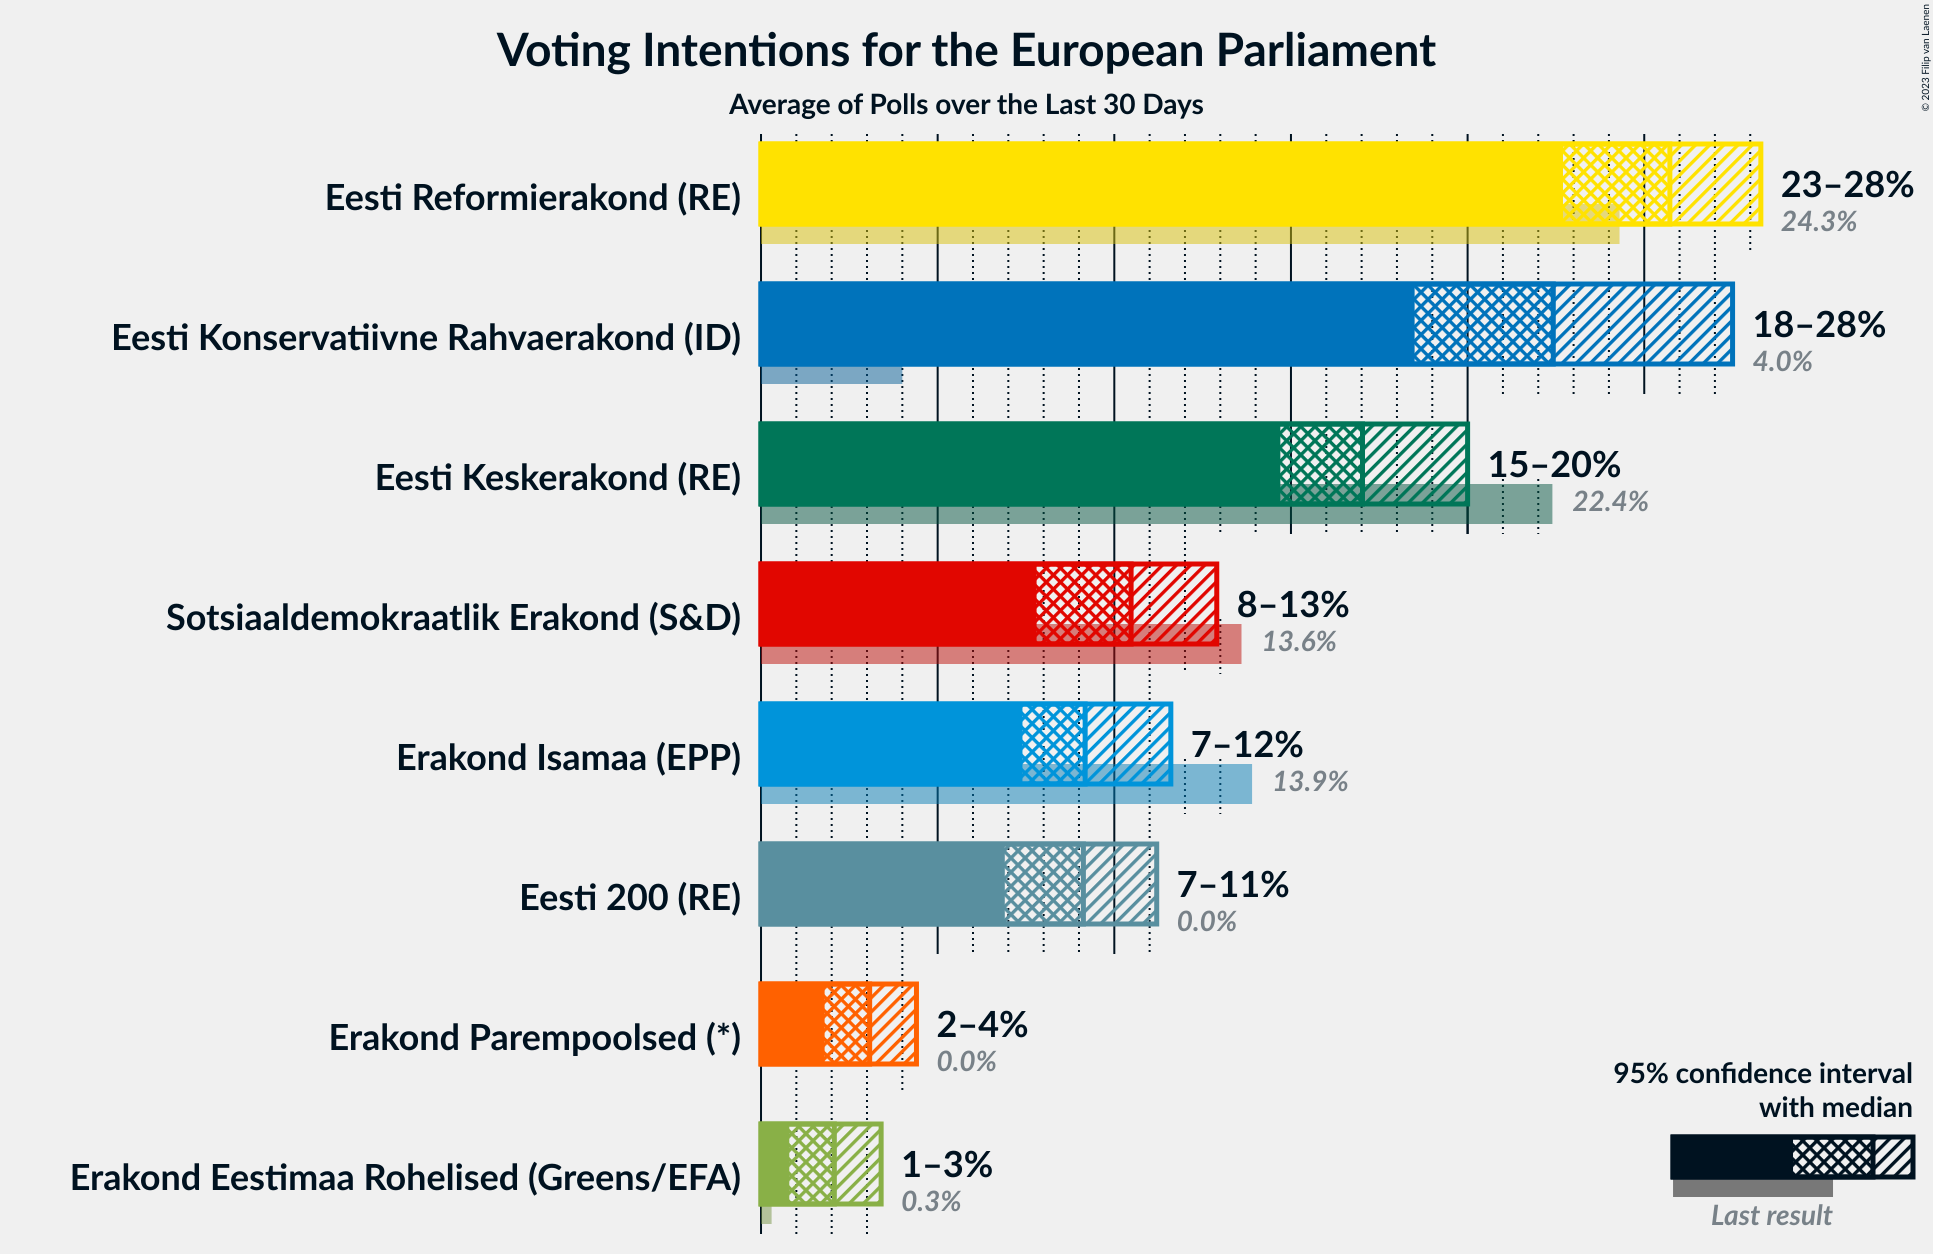 Voting Intentions for the European Parliament
Average of Polls over the Last 30 Days
© 2023 Filip van Laenen
Eesti Reformierakond (RE)
23–28%
24.3%
Eesti Konservatiivne Rahvaerakond (ID)
18–28%
4.0%
Eesti Keskerakond (RE)
15–20%
22.4%
Sotsiaaldemokraatlik Erakond (S&D)
8–13%
13.6%
Erakond Isamaa (EPP)
7–12%
13.9%
Eesti 200 (RE)
7–11%
0.0%
Erakond Parempoolsed (*)
2–4%
0.0%
Erakond Eestimaa Rohelised (Greens/EFA)
1–3%
0.3%
95% confidence interval
with median
Last result